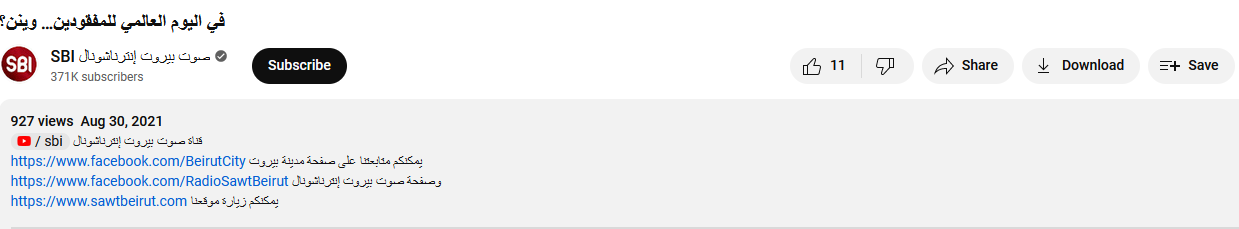 في اليوم العالمي للمفقودين... وينن؟
SBI
SBI صوت بيروت إنترناشونال
371K subscribers
Subscribe
11
Share
Download
Save
927 views Aug 30, 2021
/ sbi قناة صوت بيروت إنترناشونال
https://www.facebook.com/BeirutCity يمكنكم متابعتنا على صفحة مدينة بيروت
https://www.facebook.com/RadioSawtBeirut وصفحة صوت بيروت إنترناشونال
https://www.sawtbeirut.com يمكنكم زيارة موقعنا